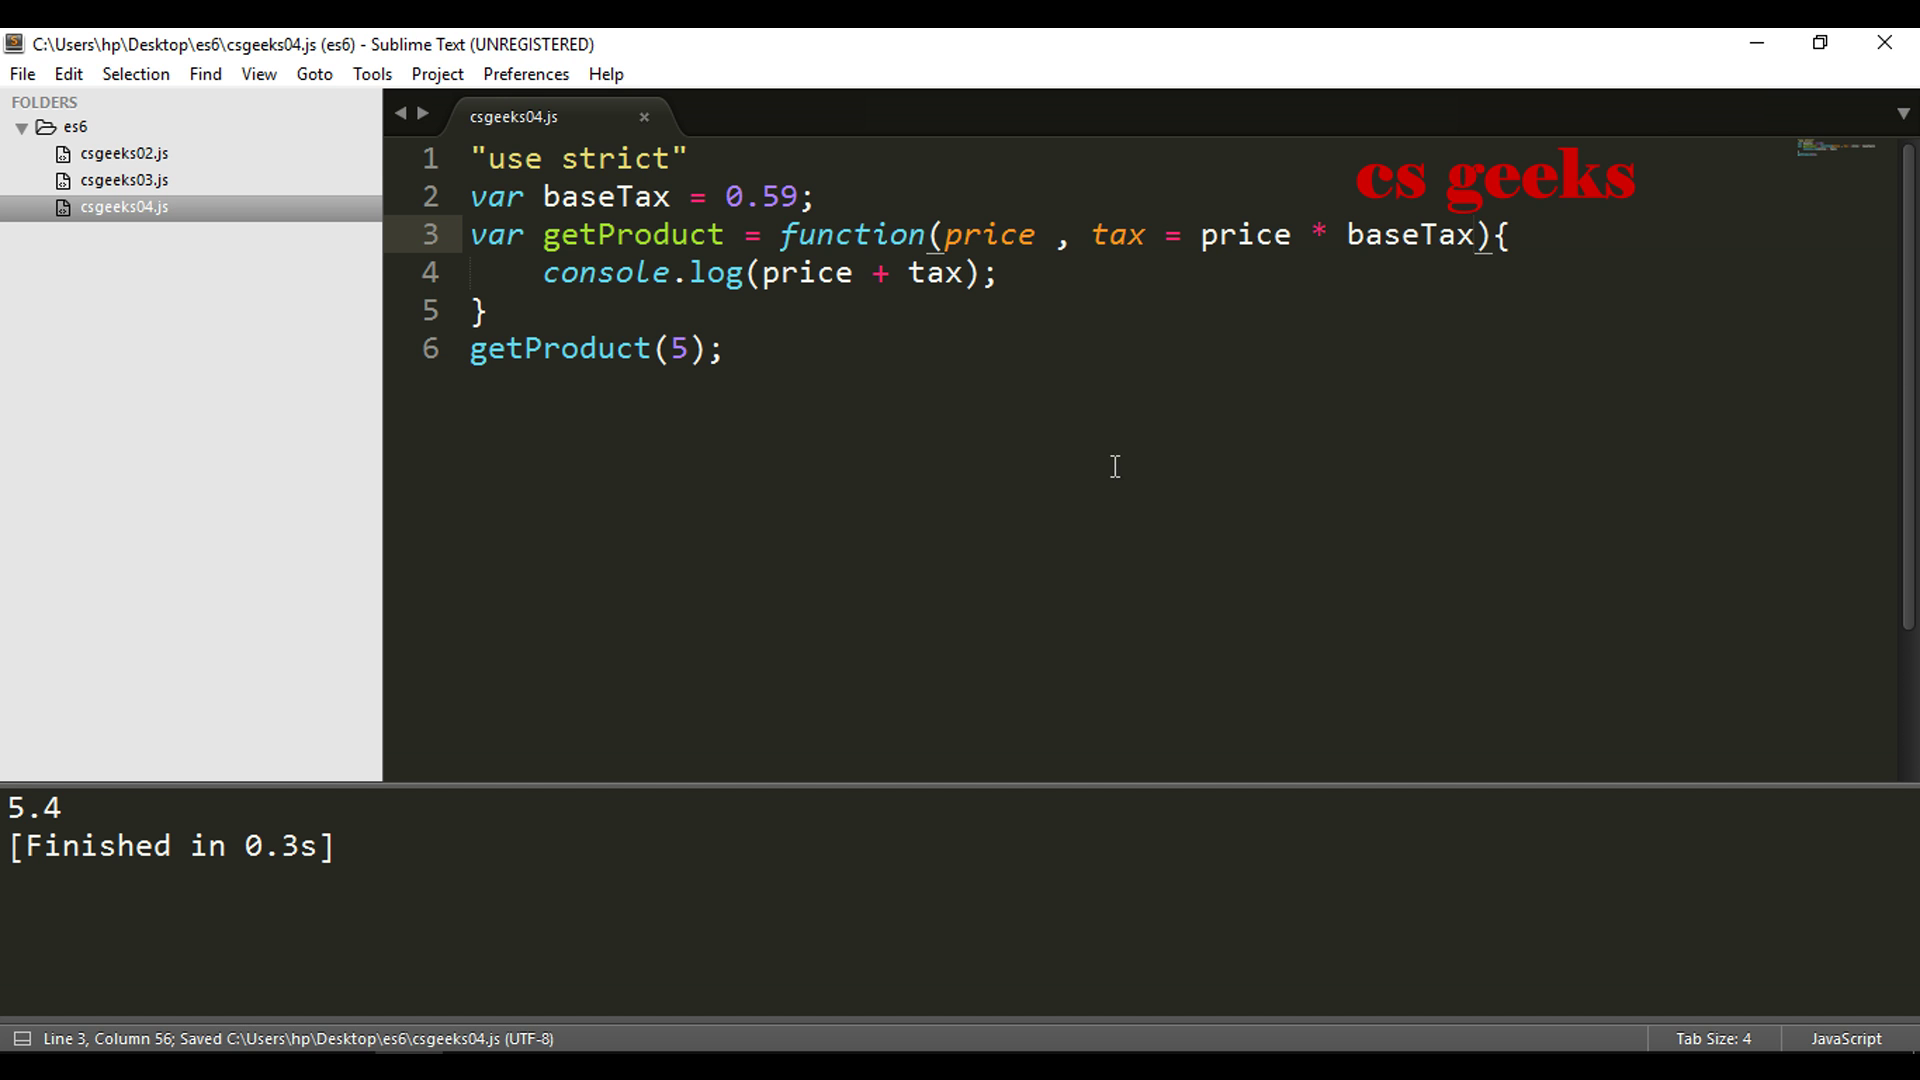 C:\Users\hp\Desktop\es6\csgeeks04.js (es6) - Sublime Text (UNREGISTERED)
File Edit Selection Find View Goto Tools Project Preferences Help
FOLDERS
es6
csgeeks02.js
csgeeks03.js
csgeeks04.js
csgeeks04.js ×
cs geeks
1 "use strict"
2 var baseTax = 0.59;
3 var getProduct = function(price , tax = price * baseTax){
4 console.log(price + tax);
5 }
6 getProduct(5);
5.4
[Finished in 0.3s]
Line 3, Column 56; Saved C:\Users\hp\Desktop\es6\csgeeks04.js (UTF-8) Tab Size: 4 JavaScript